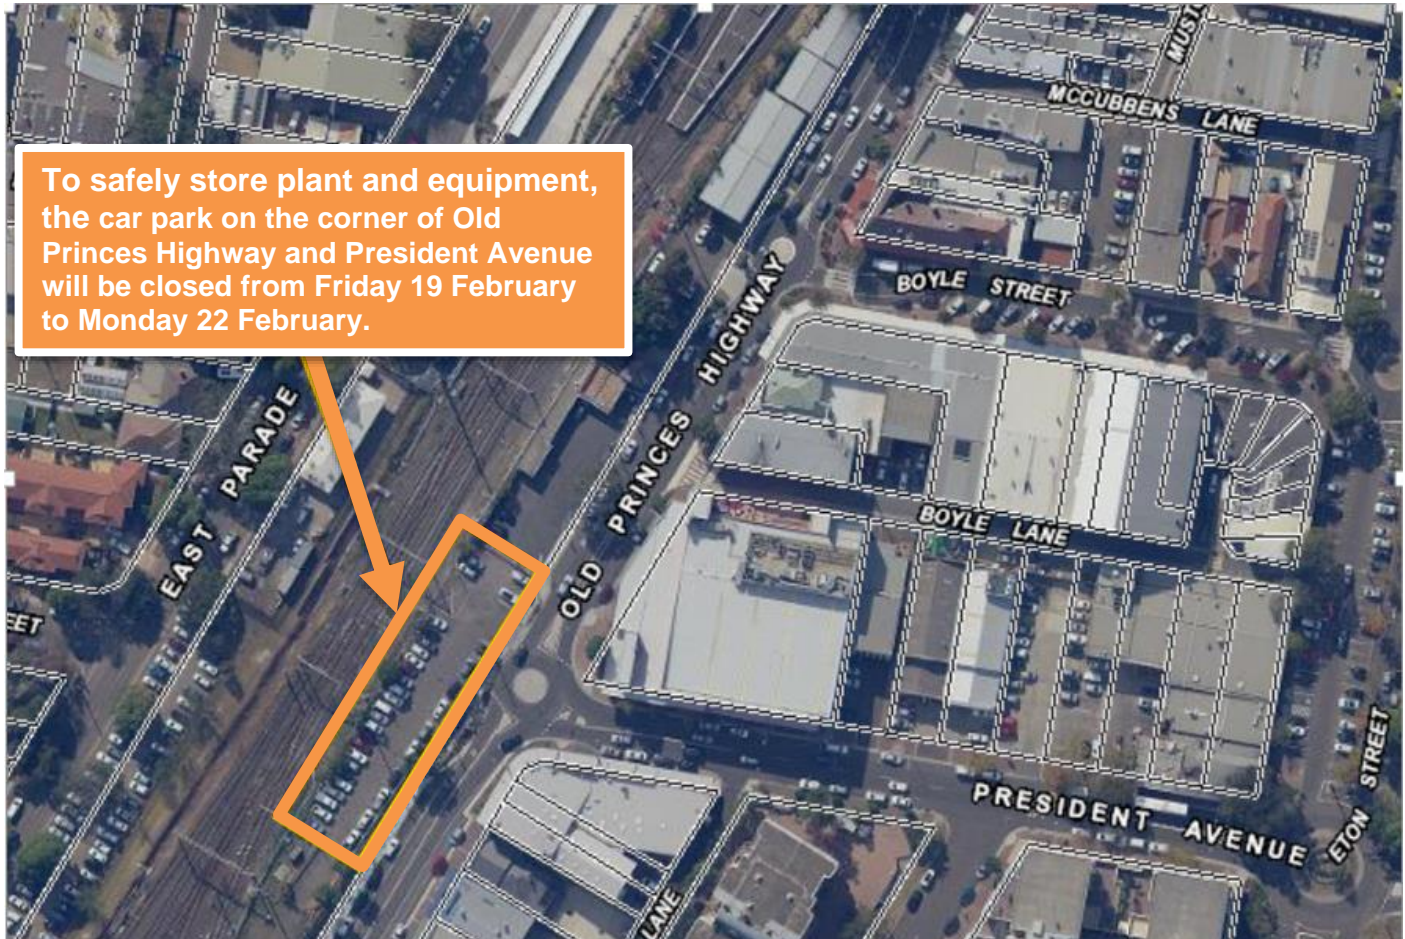 MUST
MCCUBBENS LANE
To safely store plant and equipment,
the car park on the corner of Old
Princes Highway and President Avenue
will be closed from Friday 19 February
to Monday 22 February.
BOYLE STREET
OLD PRINCES HIGHWAY
EAST PARADE
BOYLE LANE
EET
PRESIDENT AVENUE
ETON STREET
LANE